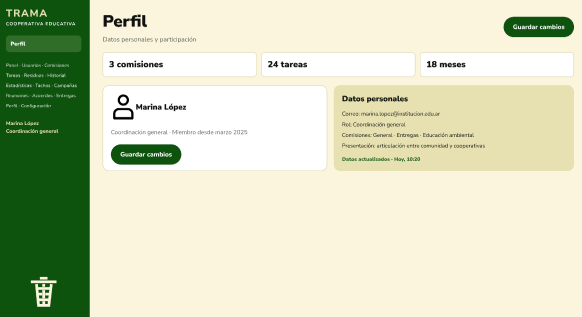 TRAMA
COOPERATIVA EDUCATIVA
Perfil
Panel · Usuarios · Comisiones
Tareas · Residuos · Historial
Estadísticas · Tachos · Campañas
Reuniones · Acuerdos · Entregas
Perfil · Configuración
Marina López
Coordinación general
Perfil
Datos personales y participación
Guardar cambios
3 comisiones
24 tareas
18 meses
Marina López
Coordinación general · Miembro desde marzo 2025
Guardar cambios
Datos personales
Correo: marina.lopez@institucion.edu.ar
Rol: Coordinación general
Comisiones: General · Entregas · Educación ambiental
Presentación: articulación entre comunidad y cooperativas
Datos actualizados · Hoy, 10:20